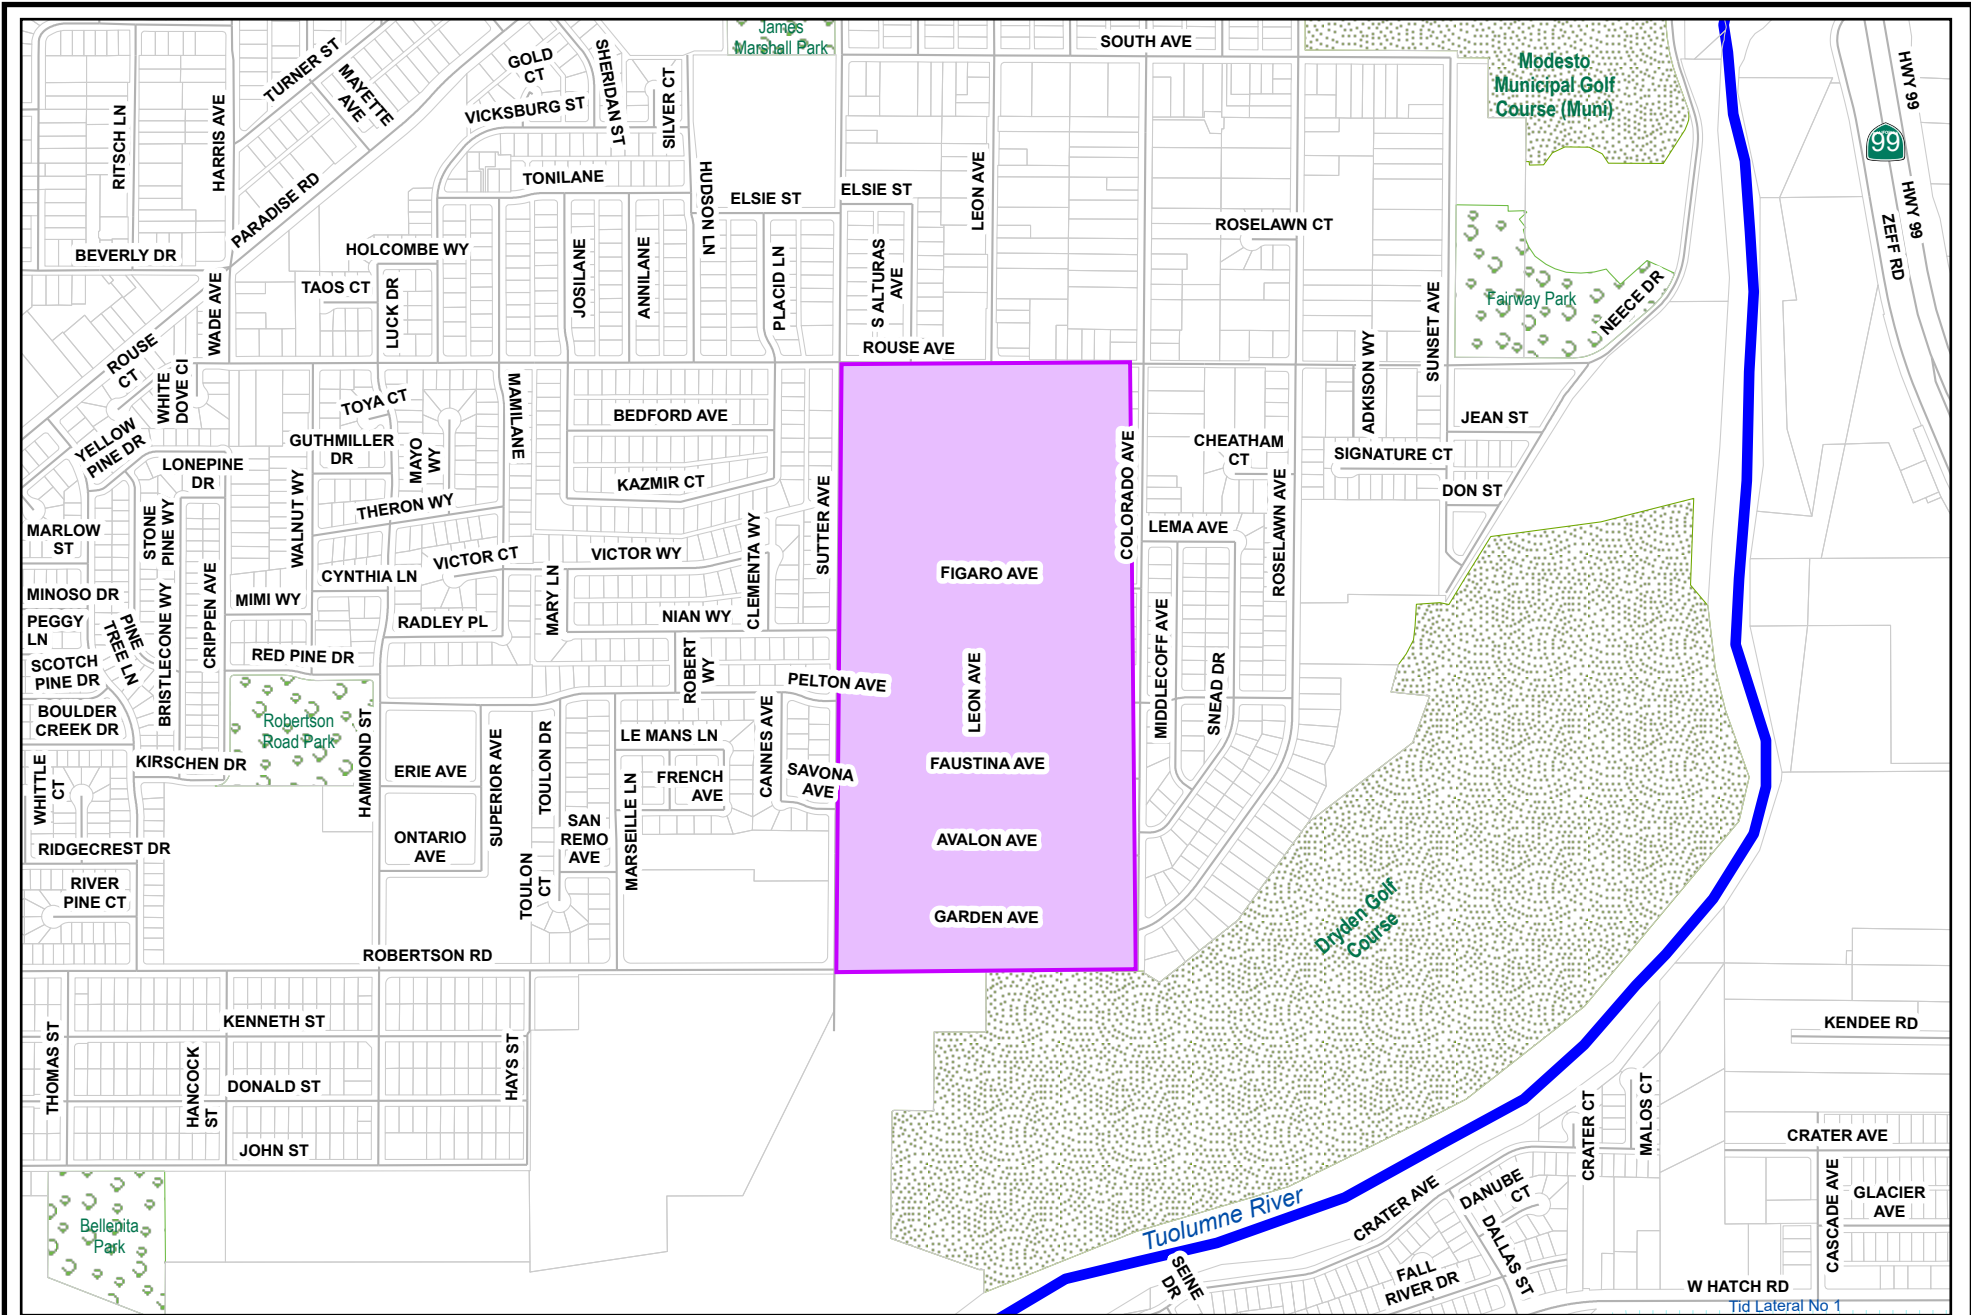 James
Marshall Park
SOUTH AVE
Modesto
Municipal Golf
Course (Muni)
HWY 99
99
HWY 99
ZEFF RD
TURNER ST
MAYETTE
AVE
GOLD
CT
SHERIDAN ST
SILVER CT
VICKSBURG ST
RITSCH LN
HARRIS AVE
PARADISE RD
TONILANE
HUDSON LN
ELSIE ST
ELSIE ST
LEON AVE
ROSELAWN CT
BEVERLY DR
HOLCOMBE WY
TAOS CT
LUCK DR
JOSILANE
ANNILANE
PLACID LN
S ALTURAS
AVE
SUNSET AVE
Fairway Park
NEECE DR
WADE AVE
ROUSE
CT
WHITE
DOVE CI
ROUSE AVE
ADKISON WY
TOYA CT
MAMILANE
BEDFORD AVE
JEAN ST
YELLOW
PINE DR
GUTHMILLER
DR
MAYO
WY
COLORADO AVE
CHEATHAM
CT
SIGNATURE CT
LONEPINE
DR
WALNUT WY
KAZMIR CT
SUTTER AVE
ROSELAWN AVE
DON ST
THERON WY
MARLOW
ST
STONE
PINE WY
LEMA AVE
VICTOR CT
VICTOR WY
CLEMENTA WY
CYNTHIA LN
FIGARO AVE
MINOSO DR
MIMI WY
CRIPPEN AVE
MARY LN
NIAN WY
PEGGY
LN
PINE
TREE LN
BRISTLECONE WY
RADLEY PL
MIDDLECOFF AVE
SNEAD DR
SCOTCH
PINE DR
RED PINE DR
ROBERT
WY
PELTON AVE
LEON AVE
BOULDER
CREEK DR
Robertson
Road Park
HAMMOND ST
SUPERIOR AVE
TOULON DR
LE MANS LN
CANNES AVE
KIRSCHEN DR
ERIE AVE
FRENCH
AVE
SAVONA
AVE
FAUSTINA AVE
WHITTLE
CT
MARSEILLE LN
SAN
REMO
AVE
ONTARIO
AVE
AVALON AVE
RIDGECREST DR
RIVER
PINE CT
TOULON
CT
GARDEN AVE
Dryden Golf
Course
ROBERTSON RD
KENNETH ST
KENDEE RD
THOMAS ST
HANCOCK
ST
DONALD ST
HAYS ST
CRATER CT
MALOS CT
JOHN ST
CRATER AVE
CASCADE AVE
GLACIER
AVE
Bellenita
Park
Tuolumne River
CRATER AVE
DANUBE
CT
DALLAS ST
SEINE
DR
FALL
RIVER DR
W HATCH RD
Tid Lateral No 1